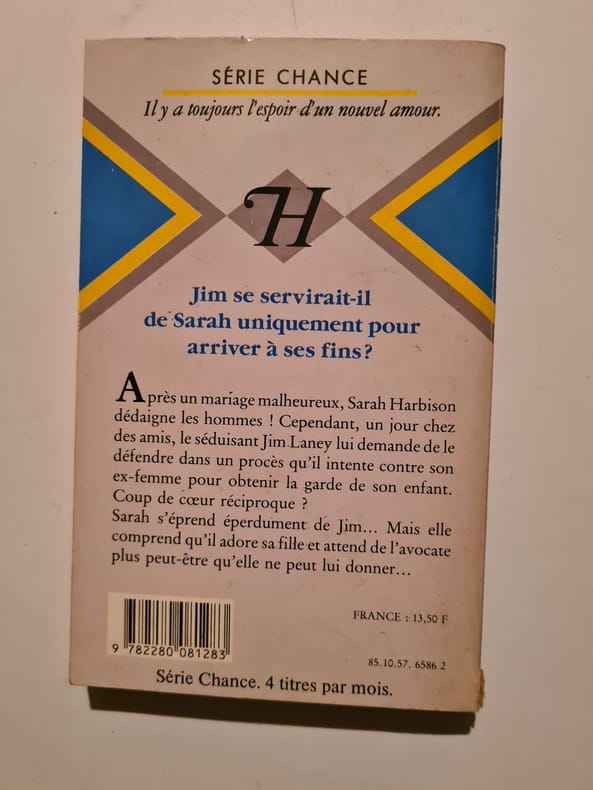 SÉRIE CHANCE
Il y a toujours l'espoir d'un nouvel amour.
H
Jim se servirait-il
de Sarah uniquement pour
arriver à ses fins?
Après un mariage malheureux, Sarah Harbison
dédaigne les hommes ! Cependant, un jour chez
des amis, le séduisant Jim Laney lui demande de le
défendre dans un procès qu'il intente contre son
ex-femme pour obtenir la garde de son enfant.
Coup de cœur réciproque ?
Sarah s'éprend éperdument de Jim... Mais elle
comprend qu'il adore sa fille et attend de l'avocate
plus peut-être qu'elle ne peut lui donner...
FRANCE : 13,50 F
9 782280 081283
85.10.57. 6586 2
Série Chance. 4 titres par mois.